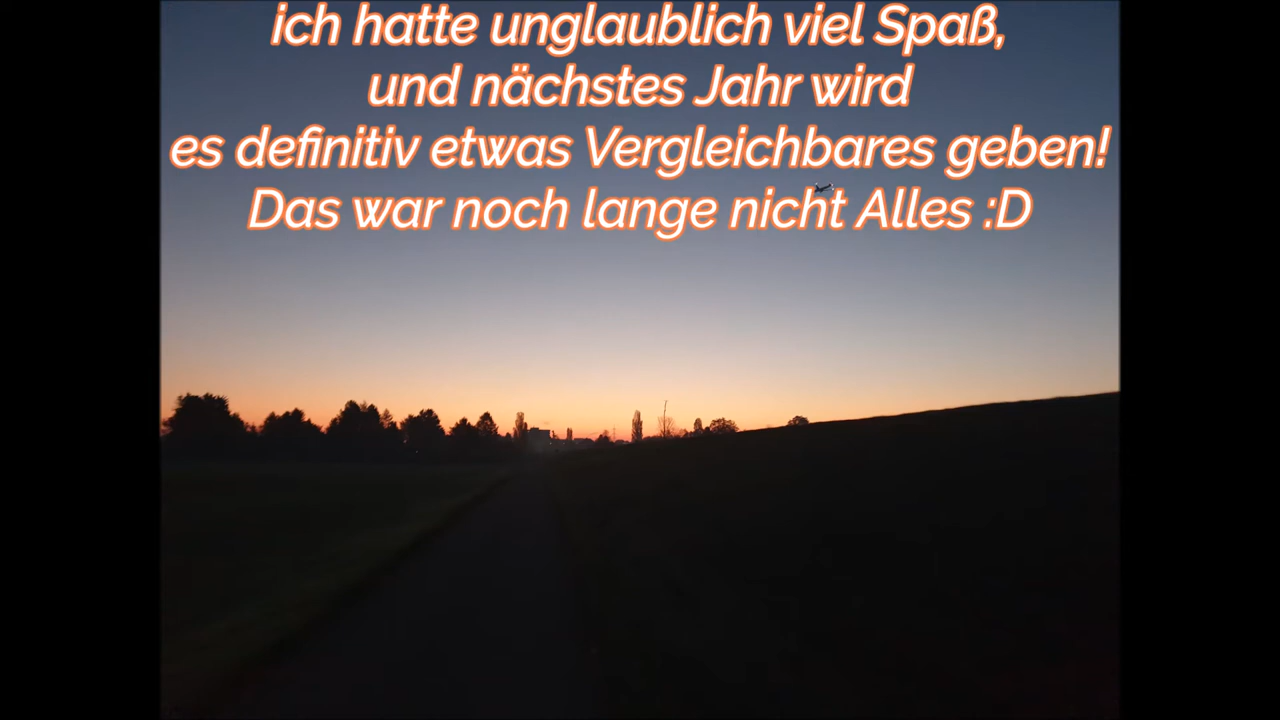 ich hatte unglaublich viel Spaß,
und nächstes Jahr wird
es definitiv etwas Vergleichbares geben!
Das war noch lange nicht Alles :D